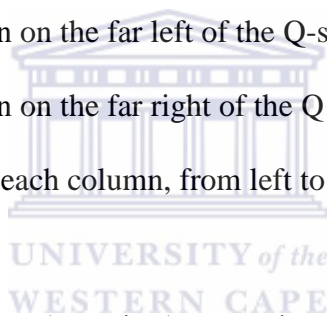 n on the far left of the Q-s
n on the far right of the Q
each column, from left to
UNIVERSITY of the
WESTERN CAPE